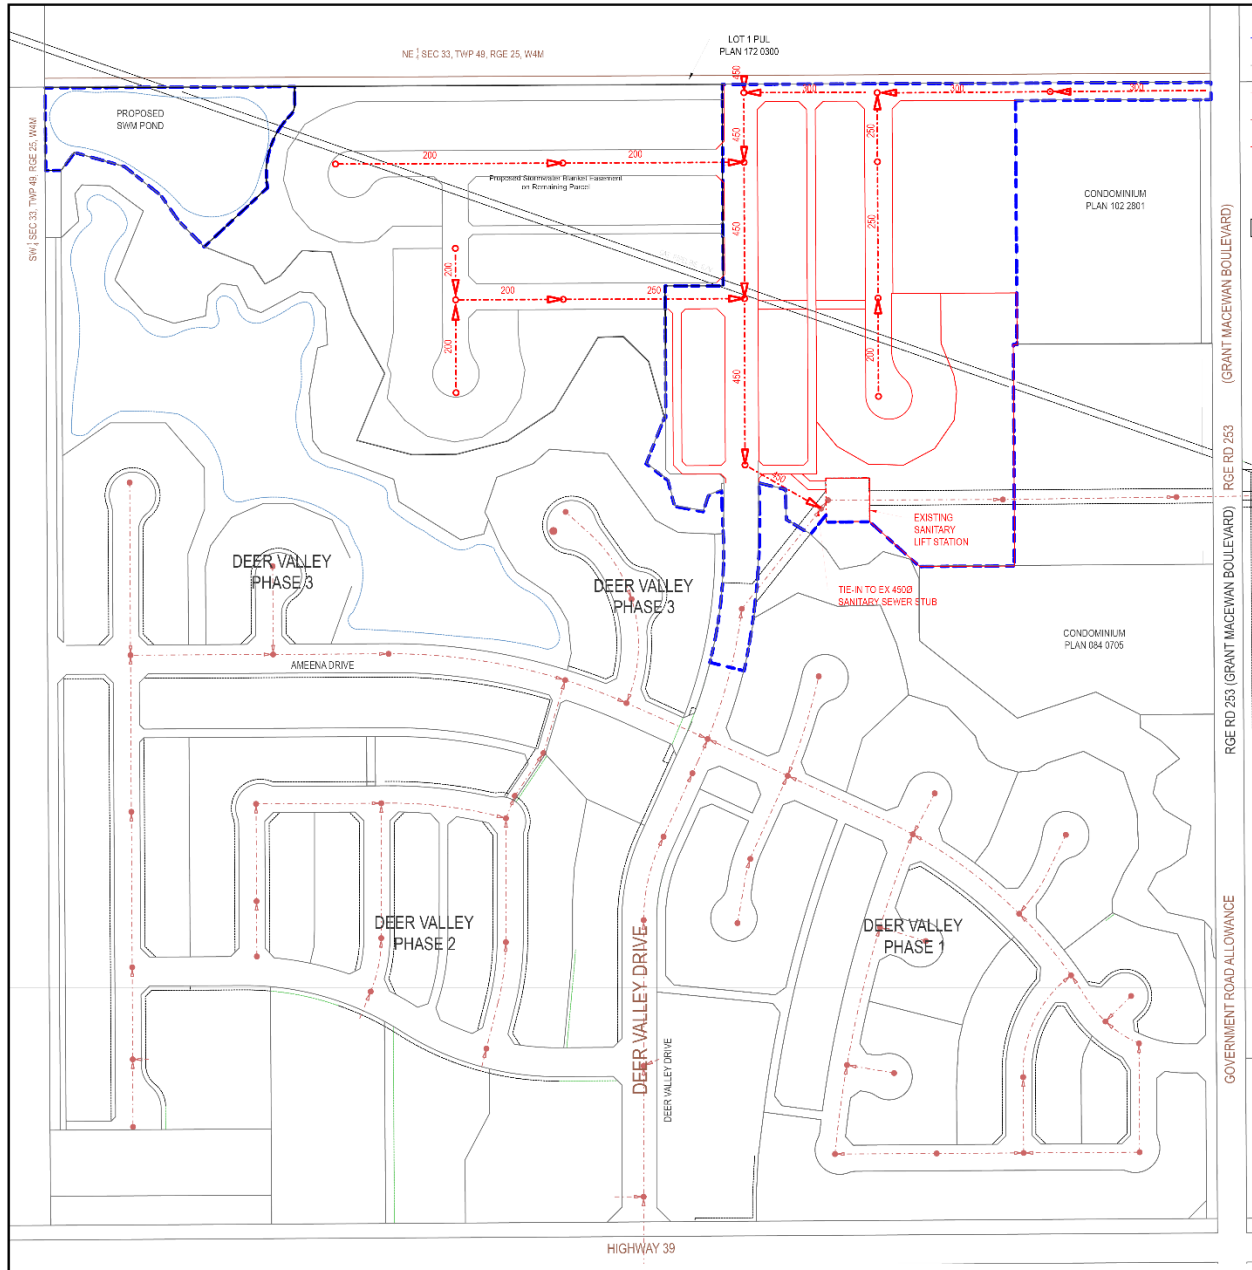 LOT 1 PUL
PLAN 172 0300
NE ¼ SEC 33, TWP 49, RGE 25, W4M
450
300
300
300
PROPOSED
SWM POND
SW ¼ SEC 33, TWP 49, RGE 25, W4M
450
250
200
200
Proposed Stormwater Blanket Easement
on Remaining Parcel
CONDOMINIUM
PLAN 102 2801
450
250
(GRANT MACEWAN BOULEVARD)
200
200
250
200
200
450
RGE RD 253
450
EXISTING
SANITARY
LIFT STATION
DEER VALLEY
PHASE 3
DEER VALLEY
PHASE 3
TIE-IN TO EX 450Ø
SANITARY SEWER STUB
CONDOMINIUM
PLAN 084 0705
RGE RD 253 (GRANT MACEWAN BOULEVARD)
AMEENA DRIVE
DEER VALLEY
PHASE 2
DEER VALLEY DRIVE
DEER VALLEY
PHASE 1
GOVERNMENT ROAD ALLOWANCE
DEER VALLEY DRIVE
HIGHWAY 39